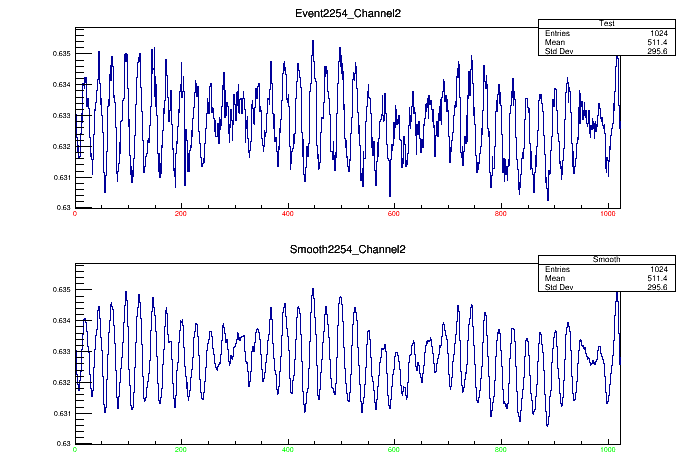 Event2254_Channel2
Test
Entries 1024
Mean 511.4
Std Dev 295.6
0.635
0.634
0.633
0.632
0.631
0.63
0 200 400 600 800 1000
Smooth2254_Channel2
Smooth
Entries 1024
Mean 511.4
Std Dev 295.6
0.635
0.634
0.633
0.632
0.631
0.63
0 200 400 600 800 1000